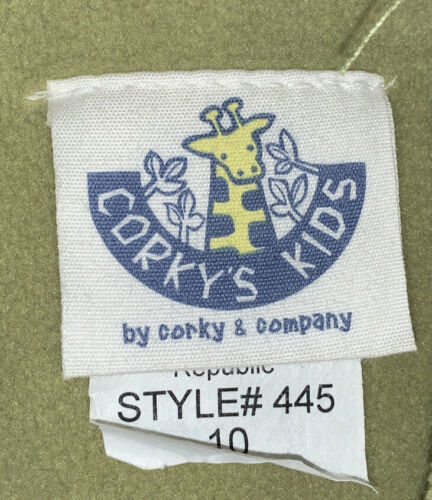 CORKY'S KIDS
by corky & company
Republic
STYLE# 445
10